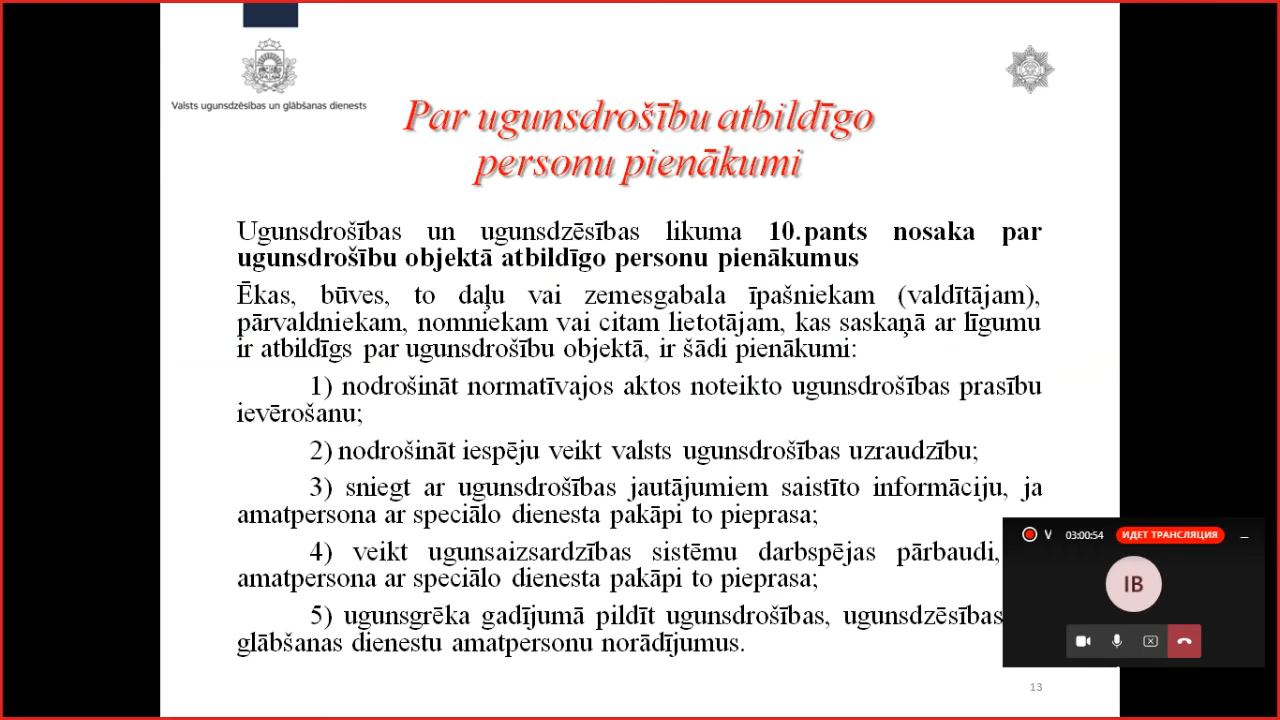 Valsts ugunsdzēsības un glābšanas dienests
Par ugunsdrošību atbildīgo
personu pienākumi
Ugunsdrošības un ugunsdzēsības likuma 10.pants nosaka par
ugunsdrošību objektā atbildīgo personu pienākumus
Ēkas, būves, to daļu vai zemesgabala īpašniekam (valdītājam),
pārvaldniekam, nomniekam vai citam lietotājam, kas saskaņā ar līgumu
ir atbildīgs par ugunsdrošību objektā, ir šādi pienākumi:
1) nodrošināt normatīvajos aktos noteikto ugunsdrošības prasību
ievērošanu;
2) nodrošināt iespēju veikt valsts ugunsdrošības uzraudzību;
3) sniegt ar ugunsdrošības jautājumiem saistīto informāciju, ja
amatpersona ar speciālo dienesta pakāpi to pieprasa;
4) veikt ugunsaizsardzības sistēmu darbspējas pārbaudi,
amatpersona ar speciālo dienesta pakāpi to pieprasa;
5) ugunsgrēka gadījumā pildīt ugunsdrošības, ugunsdzēsības
glābšanas dienestu amatpersonu norādījumus.
V 03:00:54 ИДЕТ ТРАНСЛЯЦИЯ
IB
13